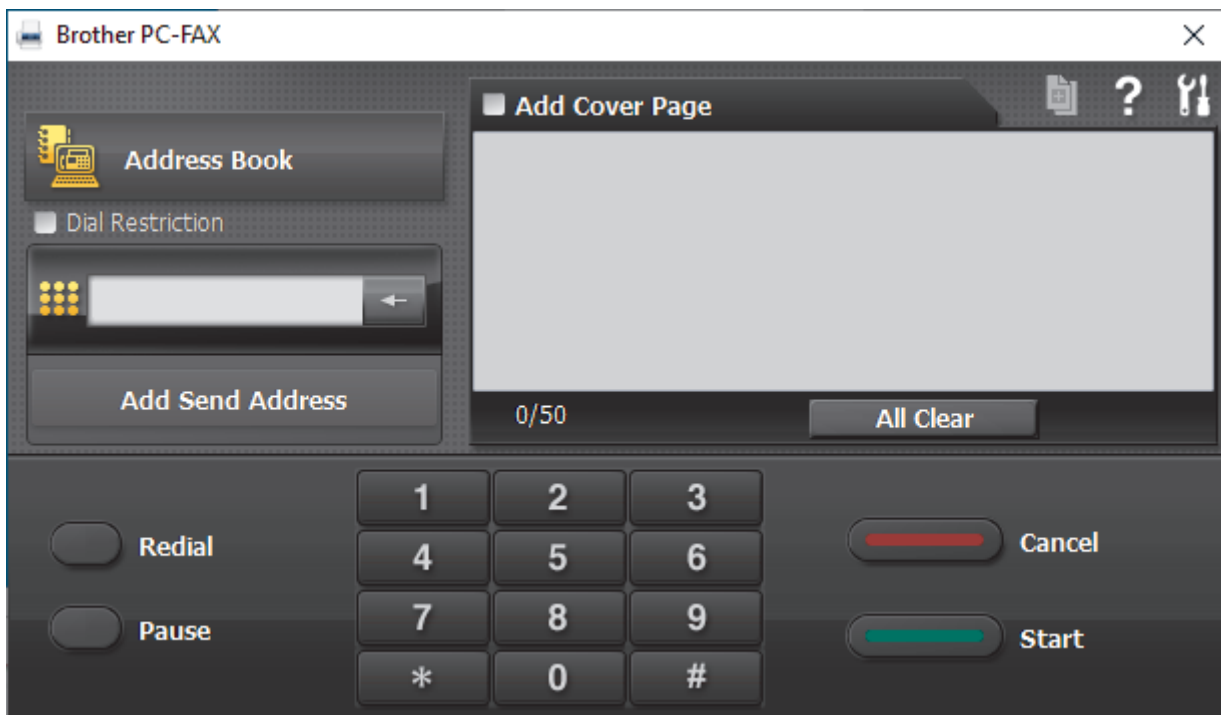 Brother PC-FAX
Address Book
Dial Restriction
Add Send Address
Add Cover Page
?
0/50
All Clear
Redial
Pause
1 2 3
4 5 6
7 8 9
* 0 #
Cancel
Start